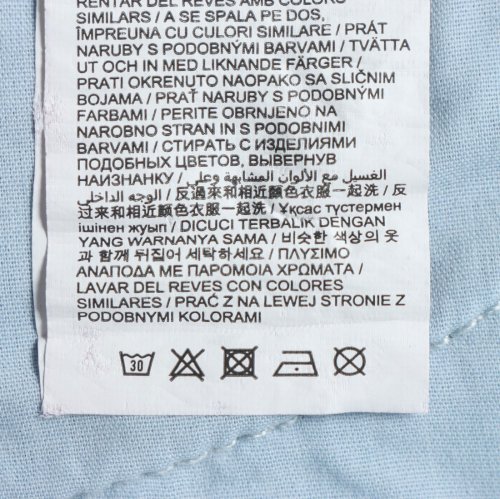 RENTAR DEL REVÉS AMB COLORS
SIMILARS / A SE SPALA PE DOS,
ÎMPREUNA CU CULORI SIMILARE / PRÁT
NARUBY S PODOBNÝMI BARVAMI / TVÄTTA
UT OCH IN MED LIKNANDE FÄRGER /
PRATI OKRENUTO NAOPAKO SA SLIČNIM
BOJAMA / PRAŤ NARUBY S PODOBNÝMI
FARBAMI / PERITE OBRNJENO NA
NAROBNO STRAN IN S PODOBNIMI
BARVAMI / СТИРАТЬ С ИЗДЕЛИЯМИ
ПОДОБНЫХ ЦВЕТОВ, ВЫВЕРНУВ
НАИЗНАНКУ / الغسيل مع الألوان المشابهة وعلى
الوجه الداخلي / 反過來和相近顏色衣服一起洗 / 反
过来和相近颜色衣服一起洗 / Ұқсас түстермен
ішінен жуып / DICUCI TERBALIK DENGAN
YANG WARNANYA SAMA / 비슷한 색상의 옷
과 함께 뒤집어 세탁하세요 / ΠΛΥΣΙΜΟ
ΑΝΑΠΟΔΑ ΜΕ ΠΑΡΟΜΟΙΑ ΧΡΩΜΑΤΑ /
LAVAR DEL REVES CON COLORES
SIMILARES / PRAĆ Z NA LEWEJ STRONIE Z
PODOBNYMI KOLORAMI
30